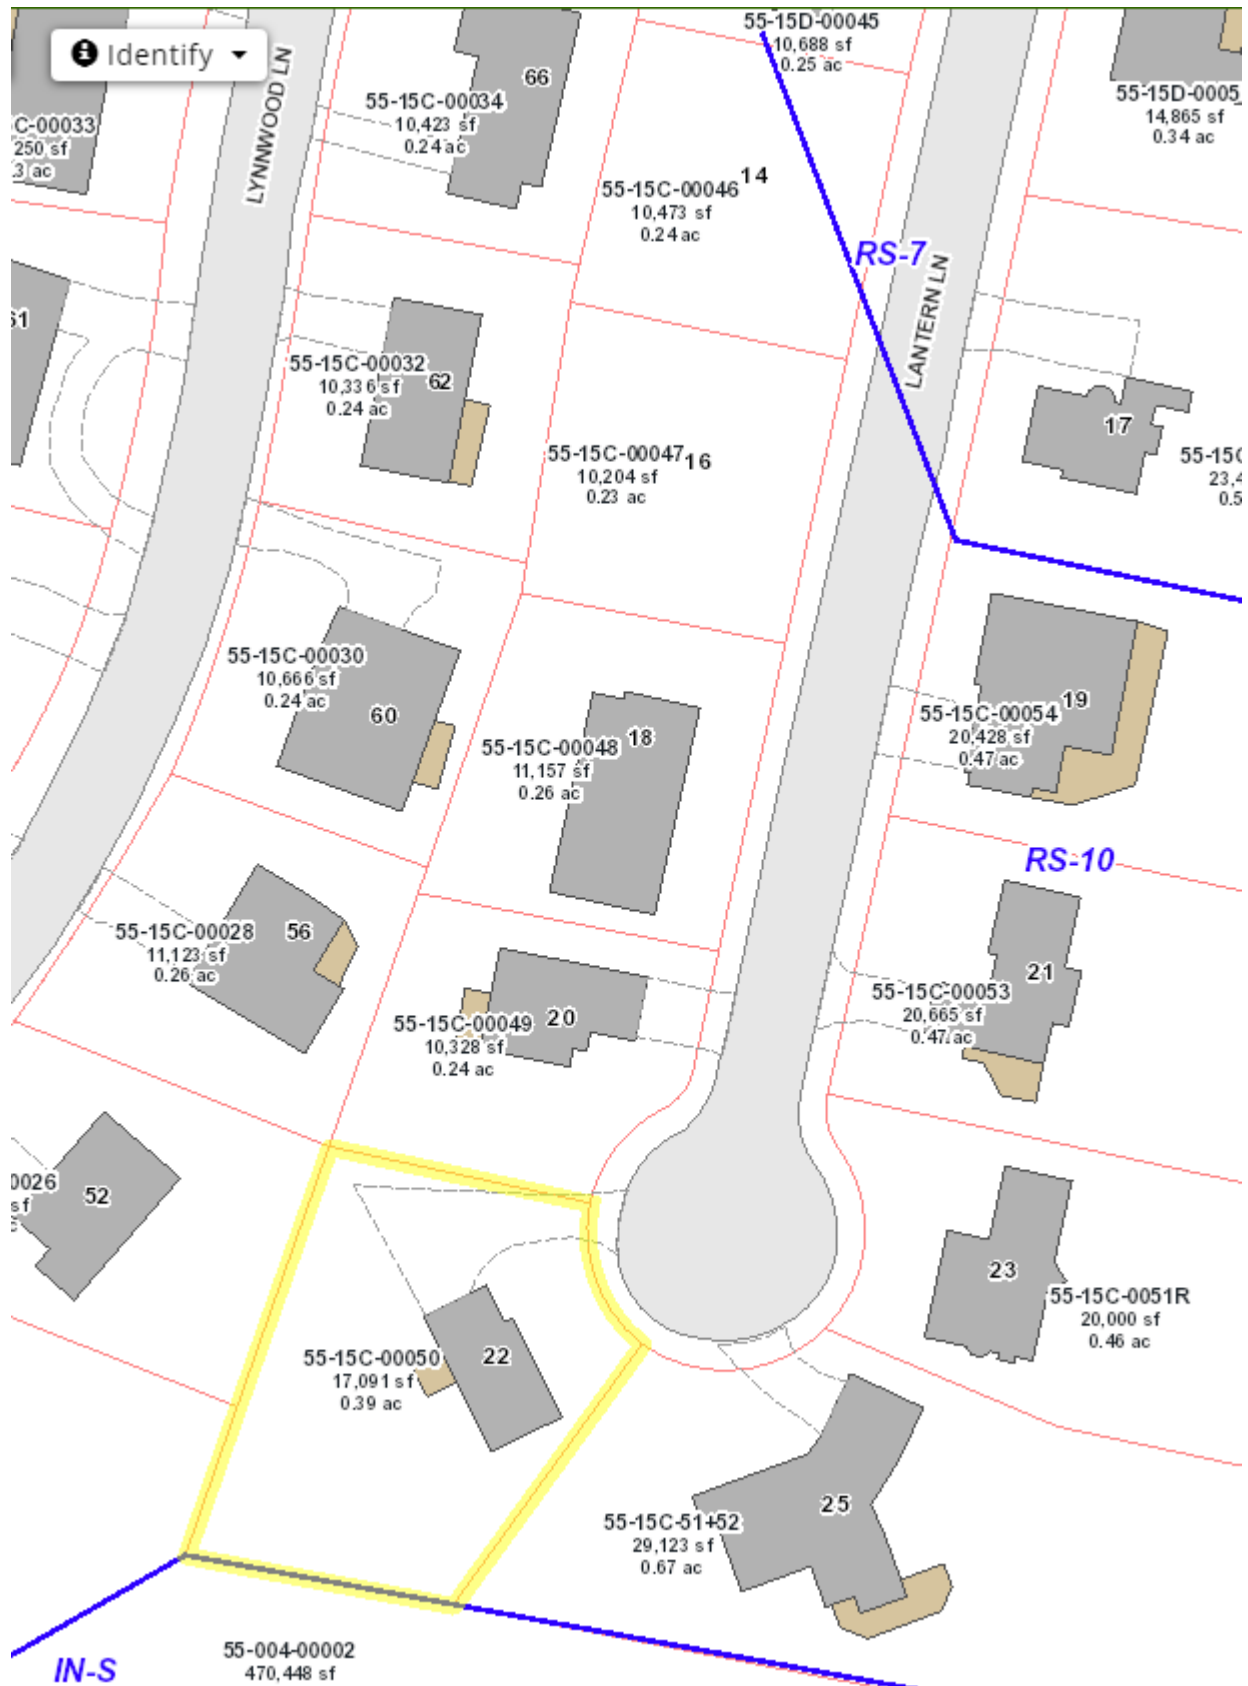 Identify
LYNNWOOD LN
66
55-15C-00034
10,423 sf
0.24 ac
55-15D-00045
10,688 sf
0.25 ac
55-15D-0005
14,865 sf
0.34 ac
C-00033
250 sf
3 ac
55-15C-00046
10,473 sf
0.24 ac
14
RS-7
LANTERN LN
61
55-15C-00032
10,336 sf
0.24 ac
62
17
55-15C
23,4
0.5
55-15C-00047
10,204 sf
0.23 ac
16
55-15C-00030
10,666 sf
0.24 ac
60
55-15C-00048
11,157 sf
0.26 ac
18
55-15C-00054
20,428 sf
0.47 ac
19
RS-10
55-15C-00028
11,123 sf
0.26 ac
56
55-15C-00049
10,328 sf
0.24 ac
20
55-15C-00053
20,665 sf
0.47 ac
21
0026
sf
52
23
55-15C-0051R
20,000 sf
0.46 ac
55-15C-00050
17,091 sf
0.39 ac
22
55-15C-51+52
29,123 sf
0.67 ac
25
IN-S
55-004-00002
470,448 sf